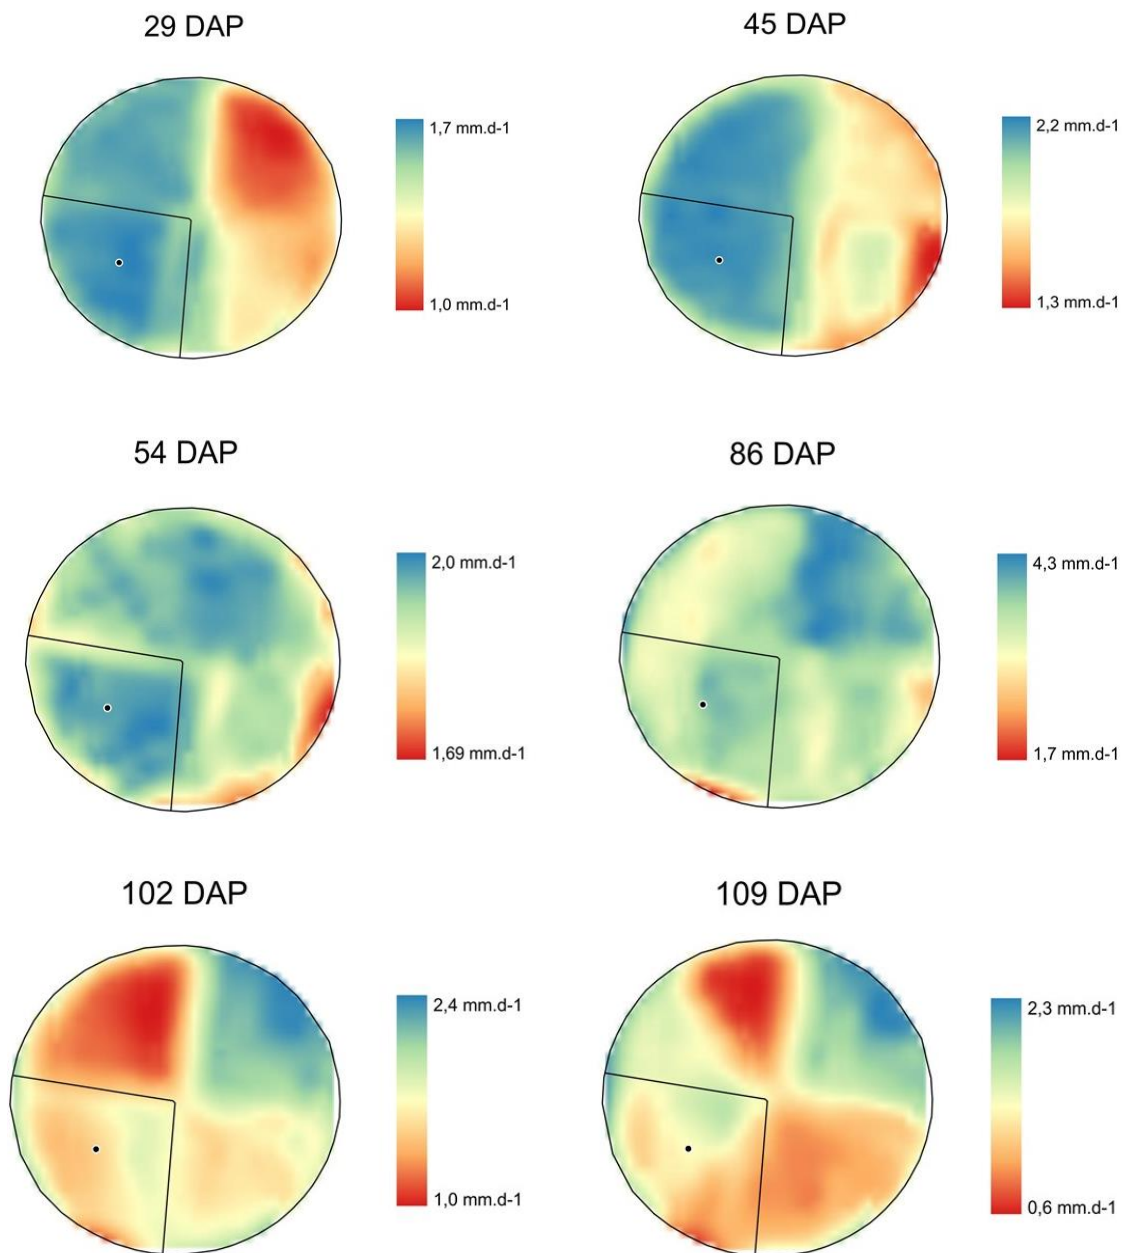 29 DAP
45 DAP
1,7 mm.d-1
1,0 mm.d-1
2,2 mm.d-1
1,3 mm.d-1
54 DAP
86 DAP
2,0 mm.d-1
1,69 mm.d-1
4,3 mm.d-1
1,7 mm.d-1
102 DAP
109 DAP
2,4 mm.d-1
1,0 mm.d-1
2,3 mm.d-1
0,6 mm.d-1